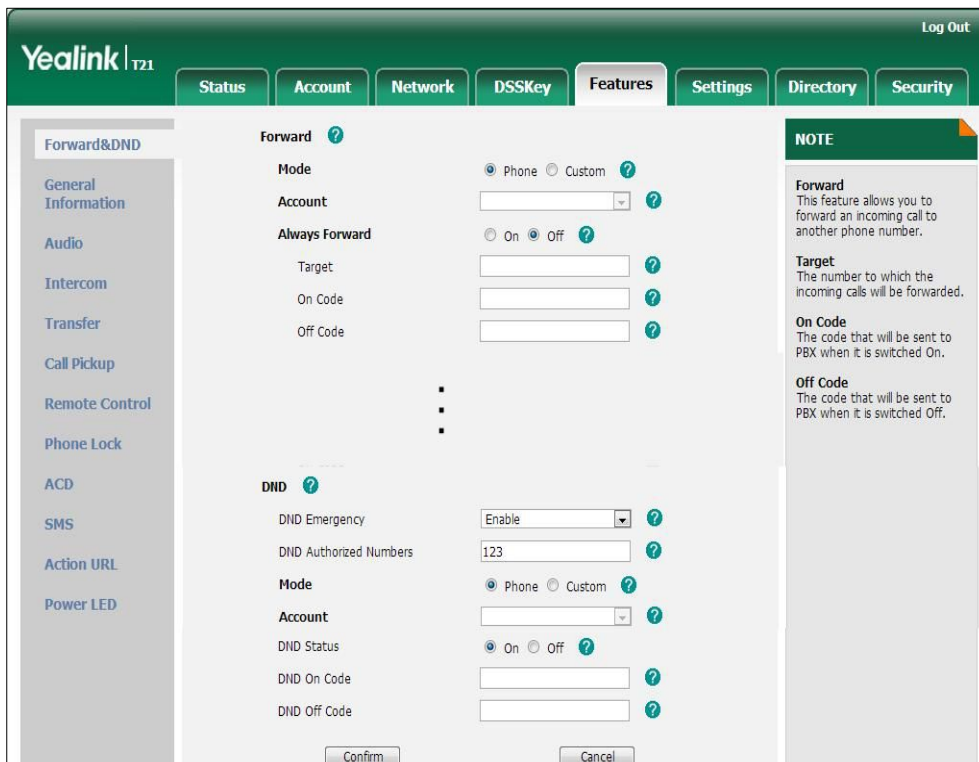 Log Out
Yealink T21
Status Account Network DSSKey Features Settings Directory Security
Forward&DND
General
Information
Audio
Intercom
Transfer
Call Pickup
Remote Control
Phone Lock
ACD
SMS
Action URL
Power LED
Forward ?
Mode Phone Custom ?
Account ?
Always Forward On Off ?
Target ?
On Code ?
Off Code ?
DND ?
DND Emergency Enable ?
DND Authorized Numbers 123 ?
Mode Phone Custom ?
Account ?
DND Status On Off ?
DND On Code ?
DND Off Code ?
Confirm Cancel
NOTE
Forward
This feature allows you to
forward an incoming call to
another phone number.
Target
The number to which the
incoming calls will be forwarded.
On Code
The code that will be sent to
PBX when it is switched On.
Off Code
The code that will be sent to
PBX when it is switched Off.